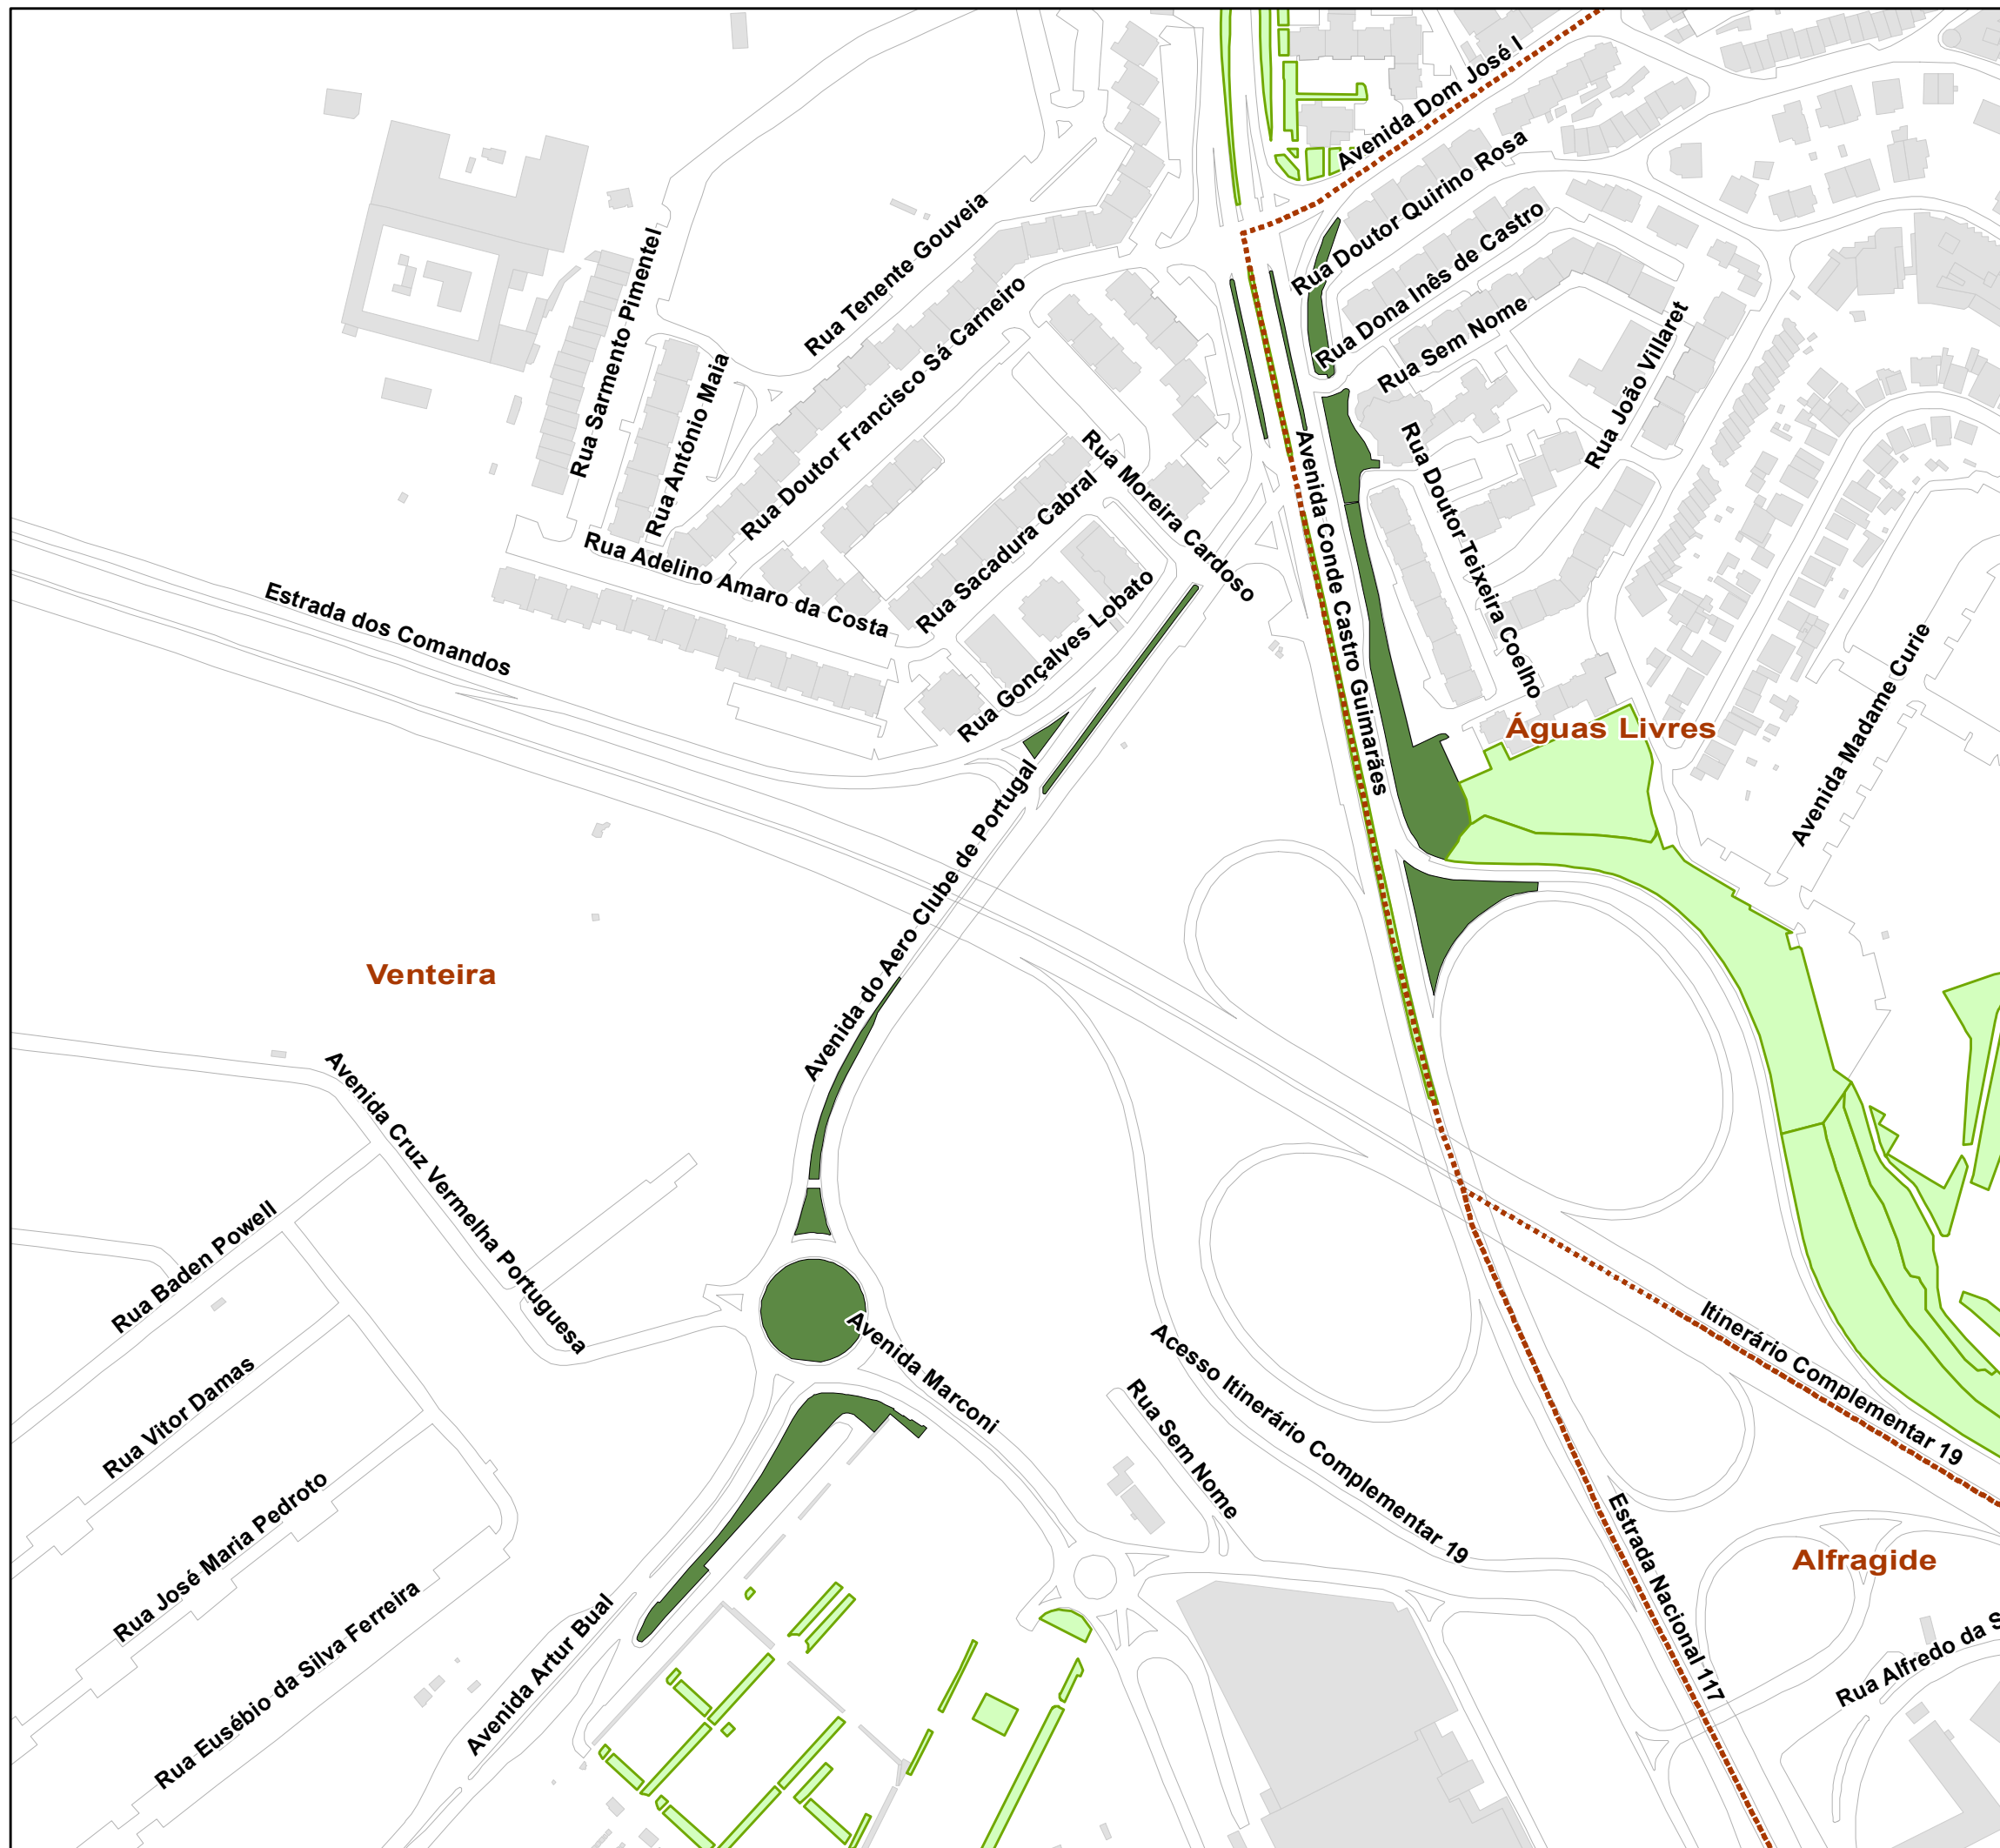 Avenida Dom José I
Rua Doutor Quirino Rosa
Rua Tenente Gouveia
Rua Dona Inês de Castro
Rua Sarmento Pimentel
Rua Sem Nome
Rua Doutor Francisco Sá Carneiro
Rua António Maia
Rua João Villaret
Rua Moreira Cardoso
Rua Doutor Teixeira Coelho
Avenida Conde Castro Guimarães
Rua Sacadura Cabral
Rua Adelino Amaro da Costa
Estrada dos Comandos
Rua Gonçalves Lobato
Águas Livres
Avenida Madame Curie
Avenida do Aero Clube de Portugal
Venteira
Avenida Cruz Vermelha Portuguesa
Rua Baden Powell
Avenida Marconi
Rua Vitor Damas
Acesso Itinerário Complementar 19
Itinerário Complementar 19
Rua Sem Nome
Rua José Maria Pedroto
Estrada Nacional 117
Alfragide
Rua Eusébio da Silva Ferreira
Avenida Artur Bual
Rua Alfredo da S